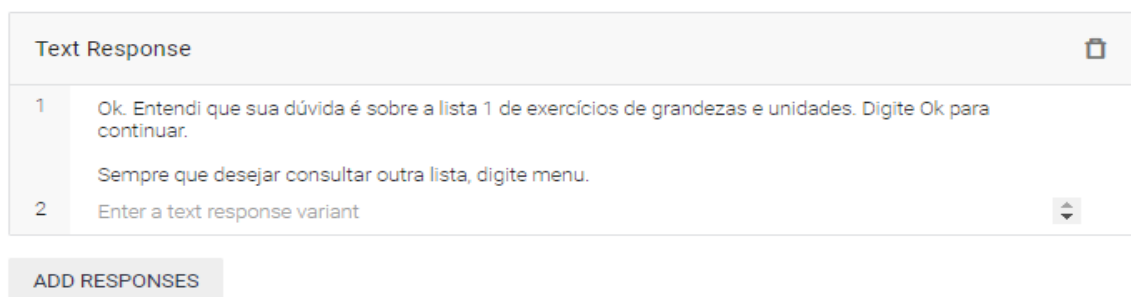 Text Response
1 Ok. Entendi que sua dúvida é sobre a lista 1 de exercícios de grandezas e unidades. Digite Ok para
continuar.
Sempre que desejar consultar outra lista, digite menu.
2 Enter a text response variant
ADD RESPONSES